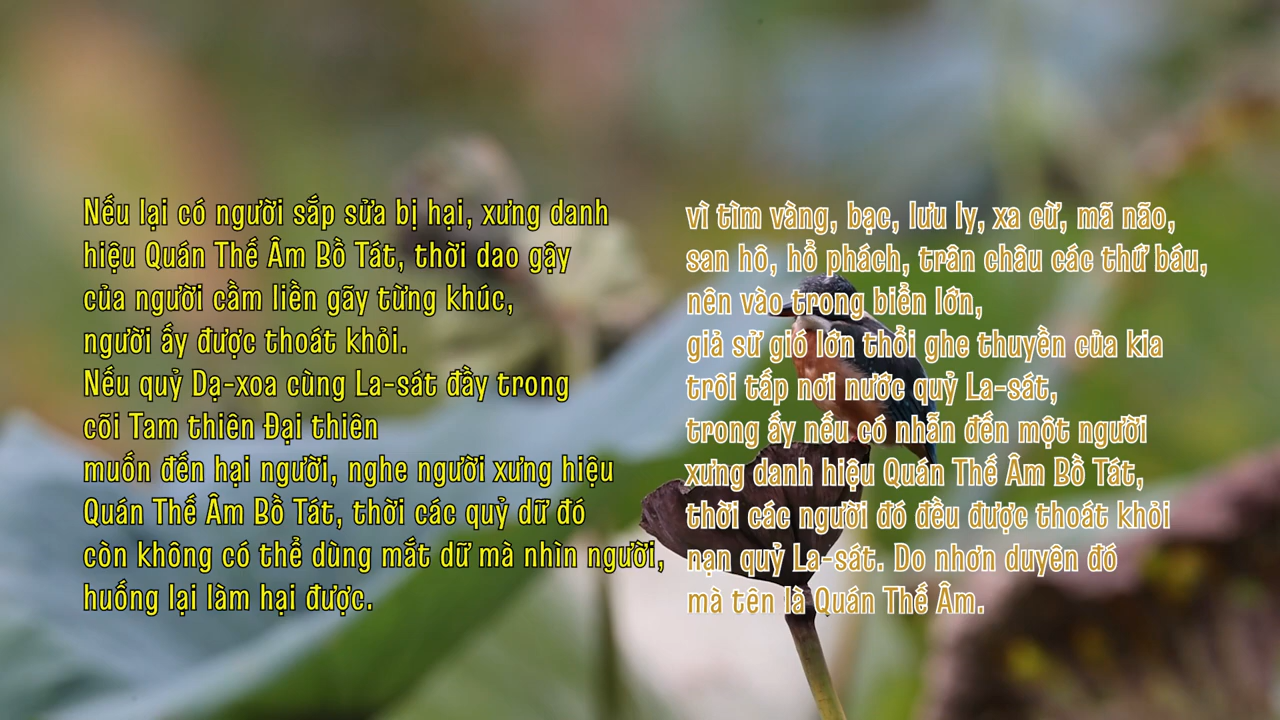 Nếu lại có người sắp sửa bị hại, xưng danh
hiệu Quán Thế Âm Bồ Tát, thời dao gậy
của người cầm liền gãy từng khúc,
người ấy được thoát khỏi.
Nếu quỷ Dạ-xoa cùng La-sát đầy trong
cõi Tam thiên Đại thiên
muốn đến hại người, nghe người xưng hiệu
Quán Thế Âm Bồ Tát, thời các quỷ dữ đó
còn không có thể dùng mắt dữ mà nhìn người,
huống lại làm hại được.
vì tìm vàng, bạc, lưu ly, xa cừ, mã não,
san hô, hổ phách, trân châu các thứ báu,
nên vào trong biển lớn,
giả sử gió lớn thổi ghe thuyền của kia
trôi tấp nơi nước quỷ La-sát,
trong ấy nếu có nhẫn đến một người
xưng danh hiệu Quán Thế Âm Bồ Tát,
thời các người đó đều được thoát khỏi
nạn quỷ La-sát. Do nhơn duyên đó
mà tên là Quán Thế Âm.